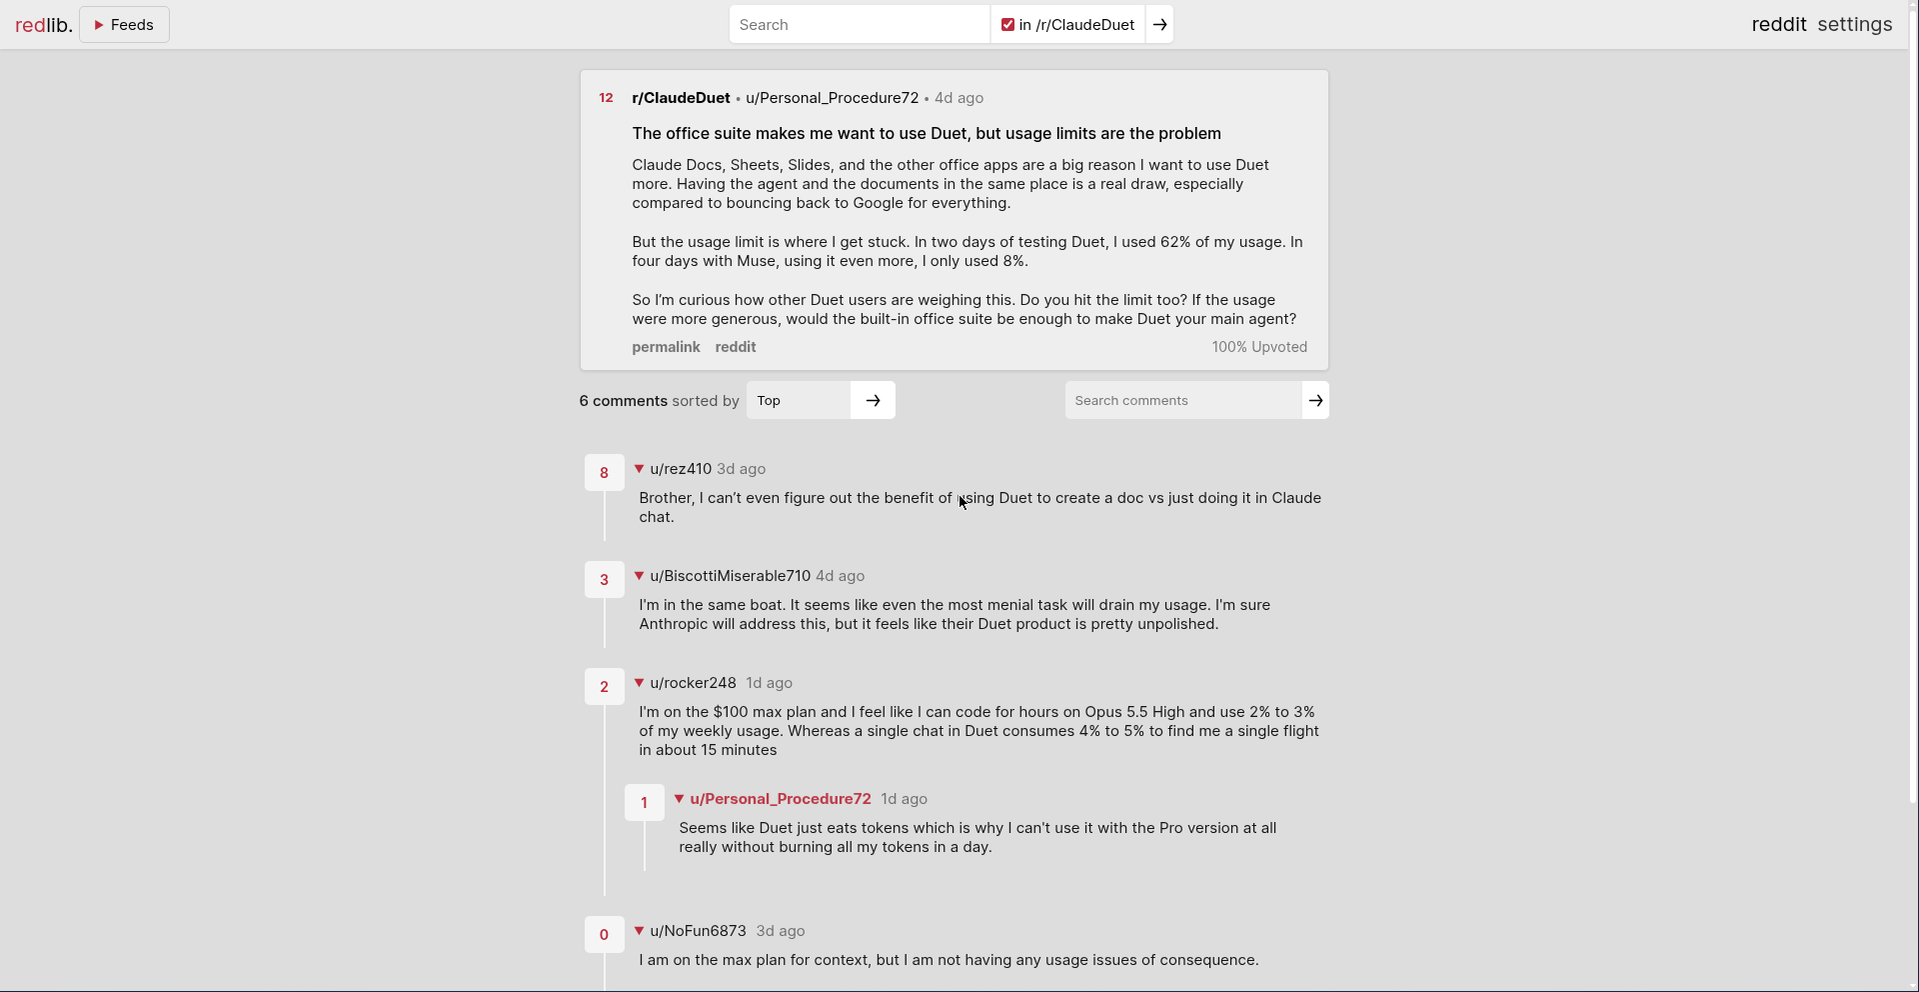 redlib. ▶ Feeds
Search
in /r/ClaudeDuet →
reddit settings
12 r/ClaudeDuet • u/Personal_Procedure72 • 4d ago
The office suite makes me want to use Duet, but usage limits are the problem
Claude Docs, Sheets, Slides, and the other office apps are a big reason I want to use Duet
more. Having the agent and the documents in the same place is a real draw, especially
compared to bouncing back to Google for everything.
But the usage limit is where I get stuck. In two days of testing Duet, I used 62% of my usage. In
four days with Muse, using it even more, I only used 8%.
So I’m curious how other Duet users are weighing this. Do you hit the limit too? If the usage
were more generous, would the built-in office suite be enough to make Duet your main agent?
permalink reddit 100% Upvoted
6 comments sorted by Top → Search comments →
8 ▼ u/rez410 3d ago
Brother, I can’t even figure out the benefit of using Duet to create a doc vs just doing it in Claude
chat.
3 ▼ u/BiscottiMiserable710 4d ago
I'm in the same boat. It seems like even the most menial task will drain my usage. I'm sure
Anthropic will address this, but it feels like their Duet product is pretty unpolished.
2 ▼ u/rocker248 1d ago
I'm on the $100 max plan and I feel like I can code for hours on Opus 5.5 High and use 2% to 3%
of my weekly usage. Whereas a single chat in Duet consumes 4% to 5% to find me a single flight
in about 15 minutes
1 ▼ u/Personal_Procedure72 1d ago
Seems like Duet just eats tokens which is why I can't use it with the Pro version at all
really without burning all my tokens in a day.
0 ▼ u/NoFun6873 3d ago
I am on the max plan for context, but I am not having any usage issues of consequence.